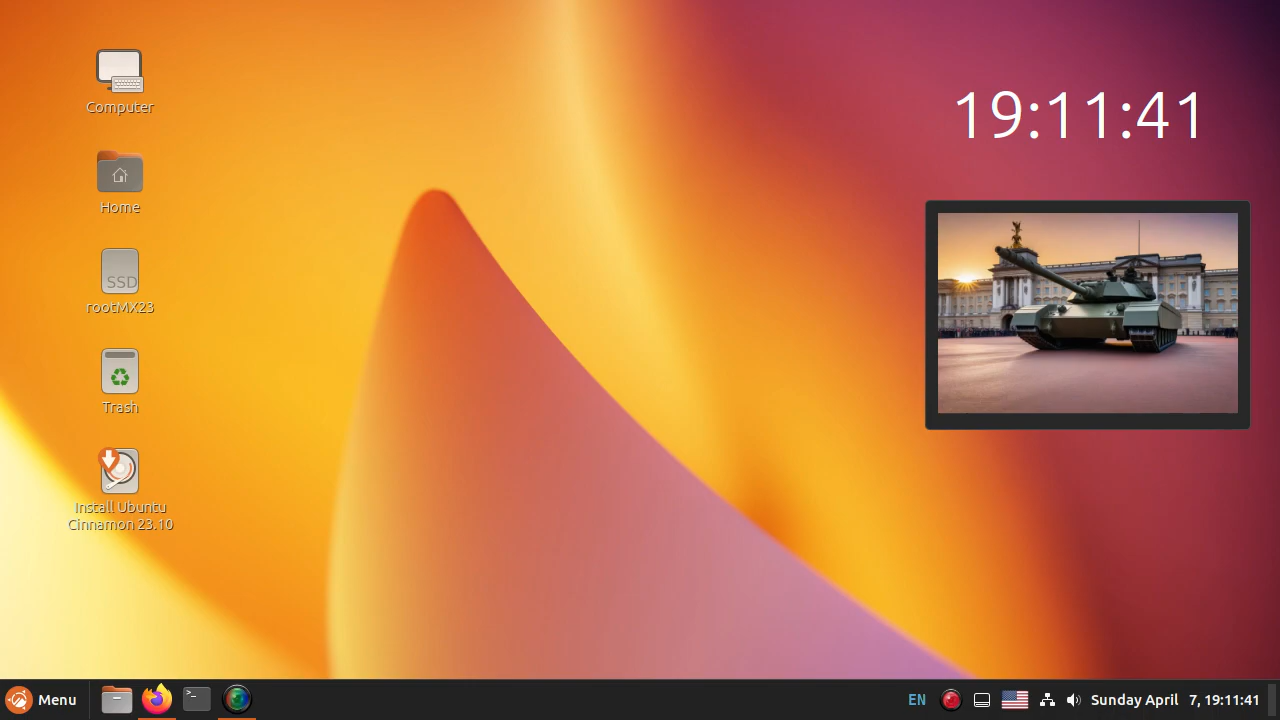 Computer
19:11:41
Home
SSD
rootMX23
Trash
Install Ubuntu
Cinnamon 23.10
Menu
>_
EN
Sunday April 7, 19:11:41